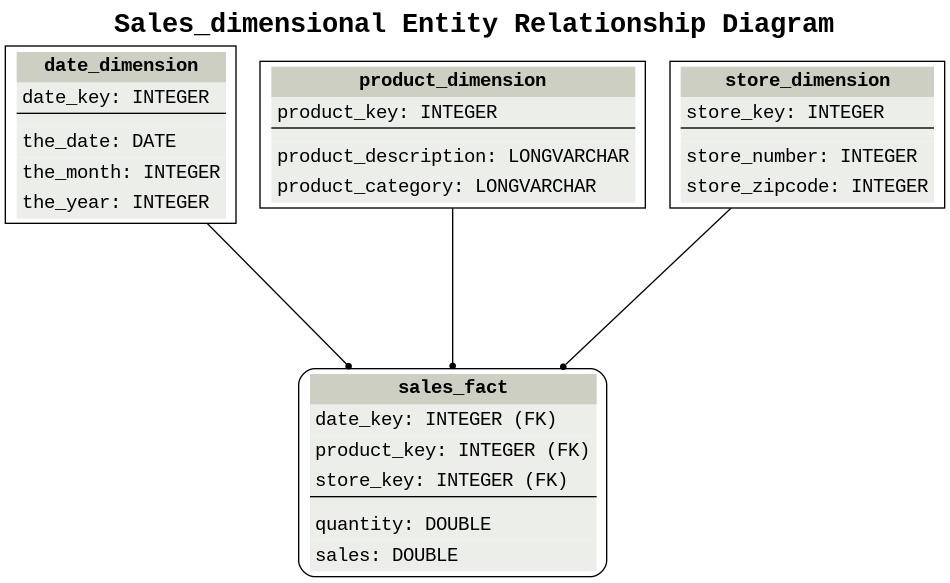 Sales_dimensional Entity Relationship Diagram
date_dimension
date_key: INTEGER
the_date: DATE
the_month: INTEGER
the_year: INTEGER
product_dimension
product_key: INTEGER
product_description: LONGVARCHAR
product_category: LONGVARCHAR
store_dimension
store_key: INTEGER
store_number: INTEGER
store_zipcode: INTEGER
sales_fact
date_key: INTEGER (FK)
product_key: INTEGER (FK)
store_key: INTEGER (FK)
quantity: DOUBLE
sales: DOUBLE